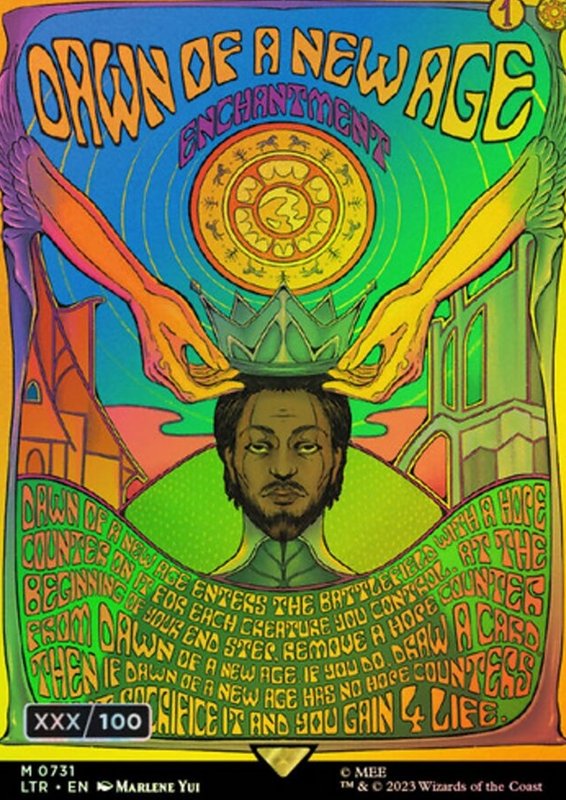 1
DAWN OF A NEW AGE
ENCHANTMENT
DAWN OF A NEW AGE ENTERS THE BATTLEFIELD WITH A HOPE
COUNTER ON IT FOR EACH CREATURE YOU CONTROL. AT THE
BEGINNING OF YOUR END STEP, REMOVE A HOPE COUNTER
FROM DAWN OF A NEW AGE. IF YOU DO, DRAW A CARD
THEN IF DAWN OF A NEW AGE HAS NO HOPE COUNTERS
SACRIFICE IT AND YOU GAIN 4 LIFE.
XXX/100
M 0731
LTR • EN MARLENE YUI
© MEE
TM & © 2023 Wizards of the Coast